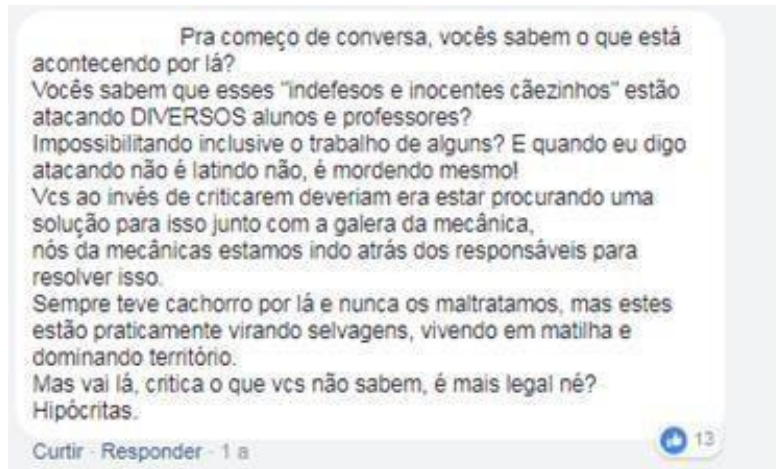 Pra começo de conversa, vocês sabem o que está
acontecendo por lá?
Vocês sabem que esses "indefesos e inocentes cãezinhos" estão
atacando DIVERSOS alunos e professores?
Impossibilitando inclusive o trabalho de alguns? E quando eu digo
atacando não é latindo não, é mordendo mesmo!
Vcs ao invés de criticarem deveriam era estar procurando uma
solução para isso junto com a galera da mecânica,
nós da mecânicas estamos indo atrás dos responsáveis para
resolver isso.
Sempre teve cachorro por lá e nunca os maltratamos, mas estes
estão praticamente virando selvagens, vivendo em matilha e
dominando território.
Mas vai lá, critica o que vcs não sabem, é mais legal né?
Hipócritas.
13
Curtir · Responder · 1 a